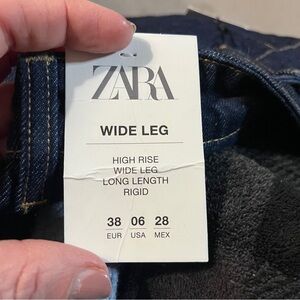 ZARA
WIDE LEG
HIGH RISE
WIDE LEG
LONG LENGTH
RIGID
38 06 28
EUR USA MEX